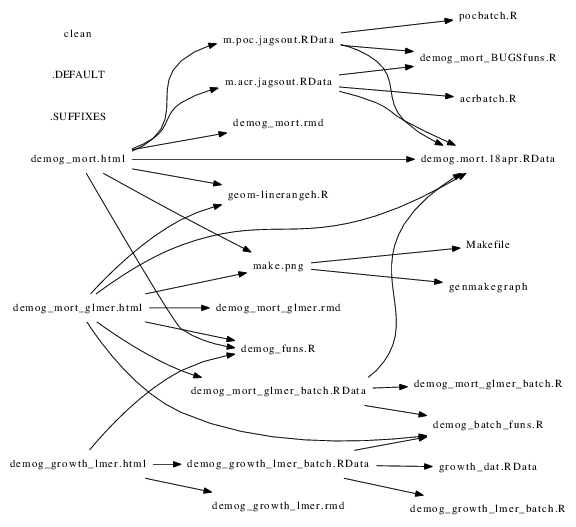 pocbatch.R
clean
m.poc.jagsout.RData
demog_mort_BUGSfuns.R
.DEFAULT
m.acr.jagsout.RData
acrbatch.R
.SUFFIXES
demog_mort.rmd
demog_mort.html
demog.mort.18apr.RData
geom-linerangeh.R
Makefile
make.png
genmakegraph
demog_mort_glmer.html
demog_mort_glmer.rmd
demog_funs.R
demog_mort_glmer_batch.RData
demog_mort_glmer_batch.R
demog_batch_funs.R
demog_growth_lmer.html
demog_growth_lmer_batch.RData
growth_dat.RData
demog_growth_lmer.rmd
demog_growth_lmer_batch.R